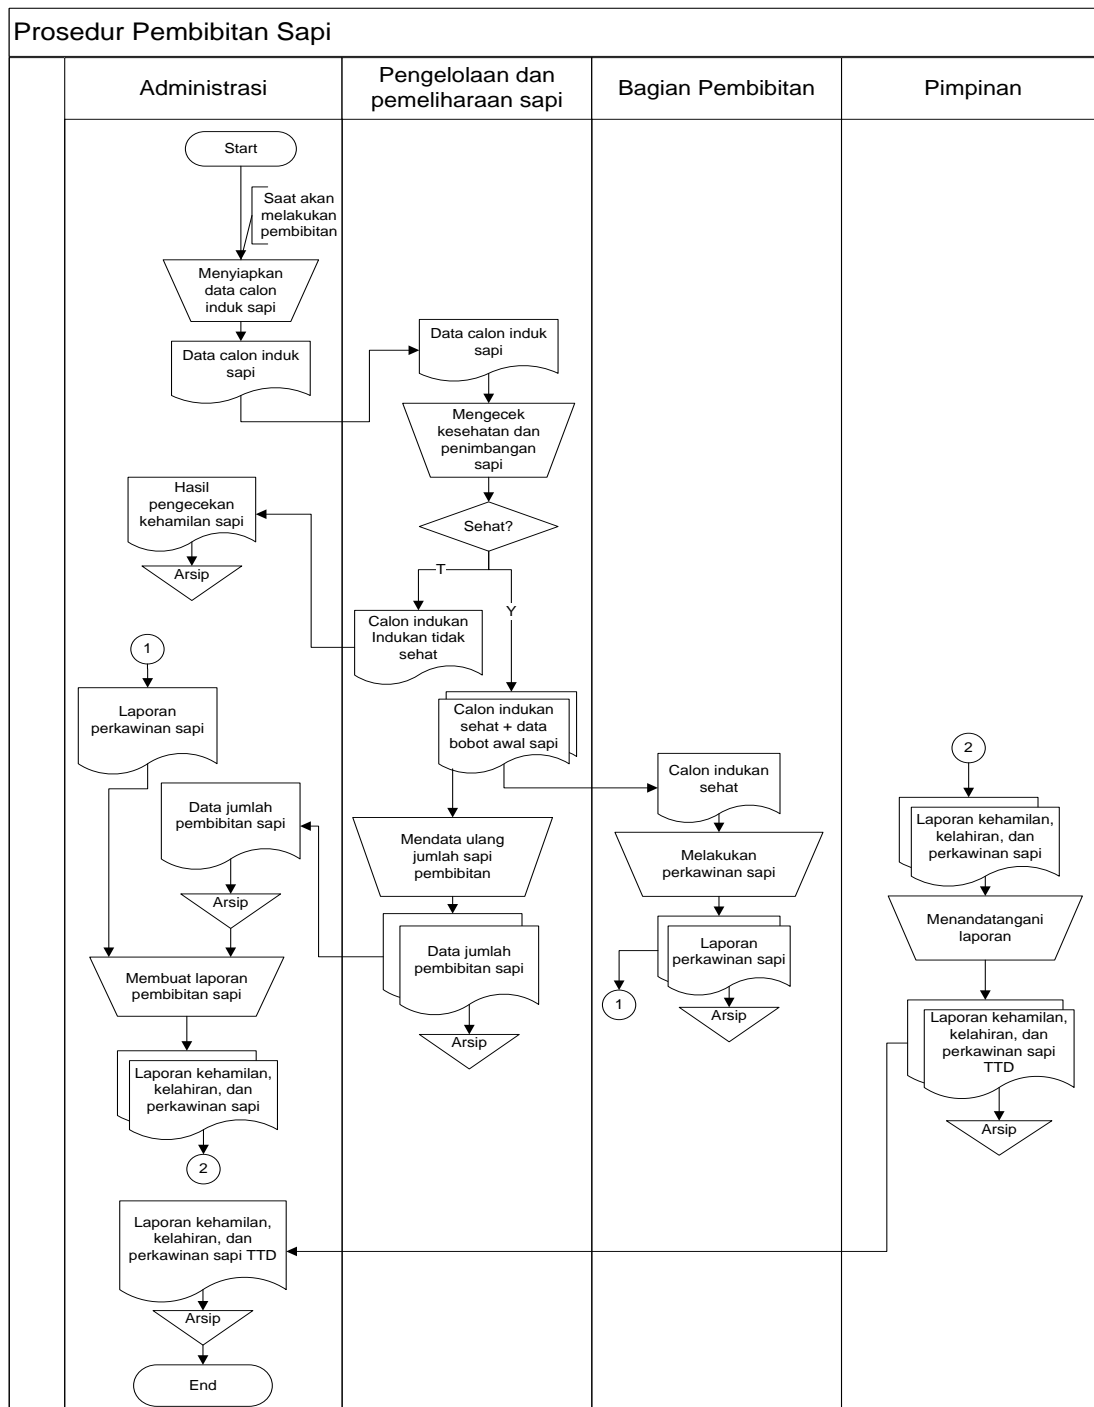 Prosedur Pembibitan Sapi
Administrasi
Pengelolaan dan
pemeliharaan sapi
Bagian Pembibitan
Pimpinan
Start
Saat akan
melakukan
pembibitan
Menyiapkan
data calon
induk sapi
Data calon induk
sapi
Data calon induk
sapi
Mengecek
kesehatan dan
penimbangan
sapi
Hasil
pengecekan
kehamilan sapi
Arsip
Sehat?
T
Y
Calon indukan
Indukan tidak
sehat
1
Laporan
perkawinan sapi
Calon indukan
sehat + data
bobot awal sapi
Calon indukan
sehat
2
Data jumlah
pembibitan sapi
Arsip
Mendata ulang
jumlah sapi
pembibitan
Melakukan
perkawinan sapi
Laporan kehamilan,
kelahiran, dan
perkawinan sapi
Menandatangani
laporan
Data jumlah
pembibitan sapi
Arsip
Laporan
perkawinan sapi
1
Arsip
Membuat laporan
pembibitan sapi
Laporan kehamilan,
kelahiran, dan
perkawinan sapi
2
Laporan kehamilan,
kelahiran, dan
perkawinan sapi
TTD
Arsip
Laporan kehamilan,
kelahiran, dan
perkawinan sapi TTD
Arsip
End